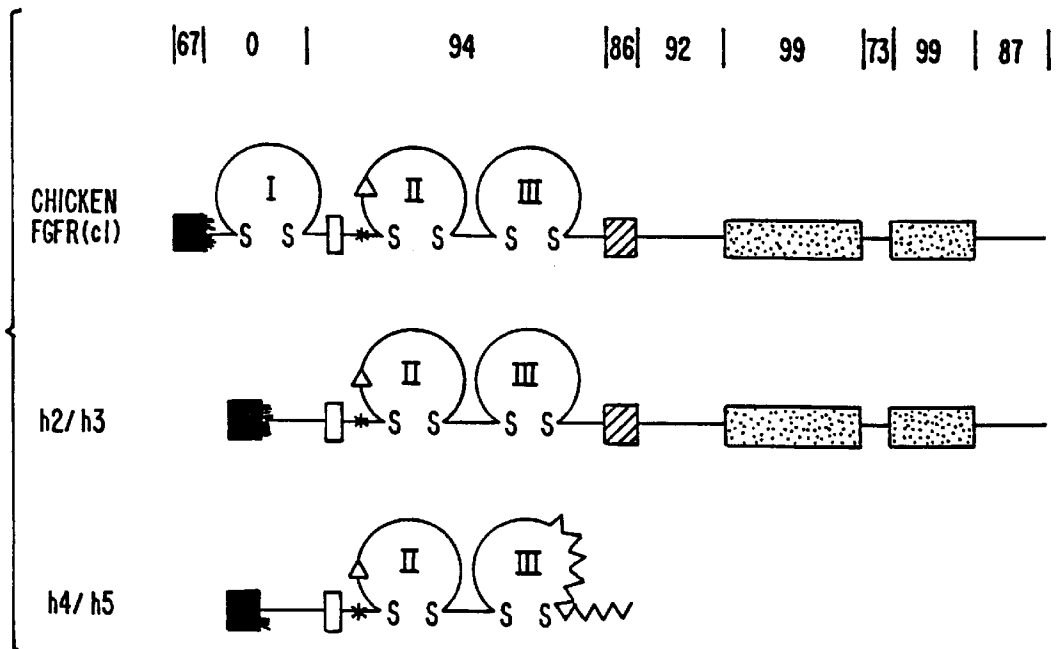 67 0 94 86 92 99 73 99 87
I II III
CHICKEN
FGFR(cl)
S S S S S S
II III
h2/h3
S S S S
II III
h4/h5
S S S S